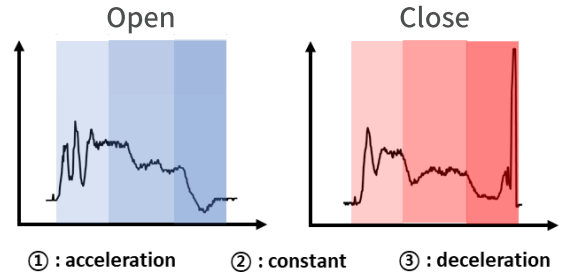 Open Close
① : acceleration ② : constant ③ : deceleration